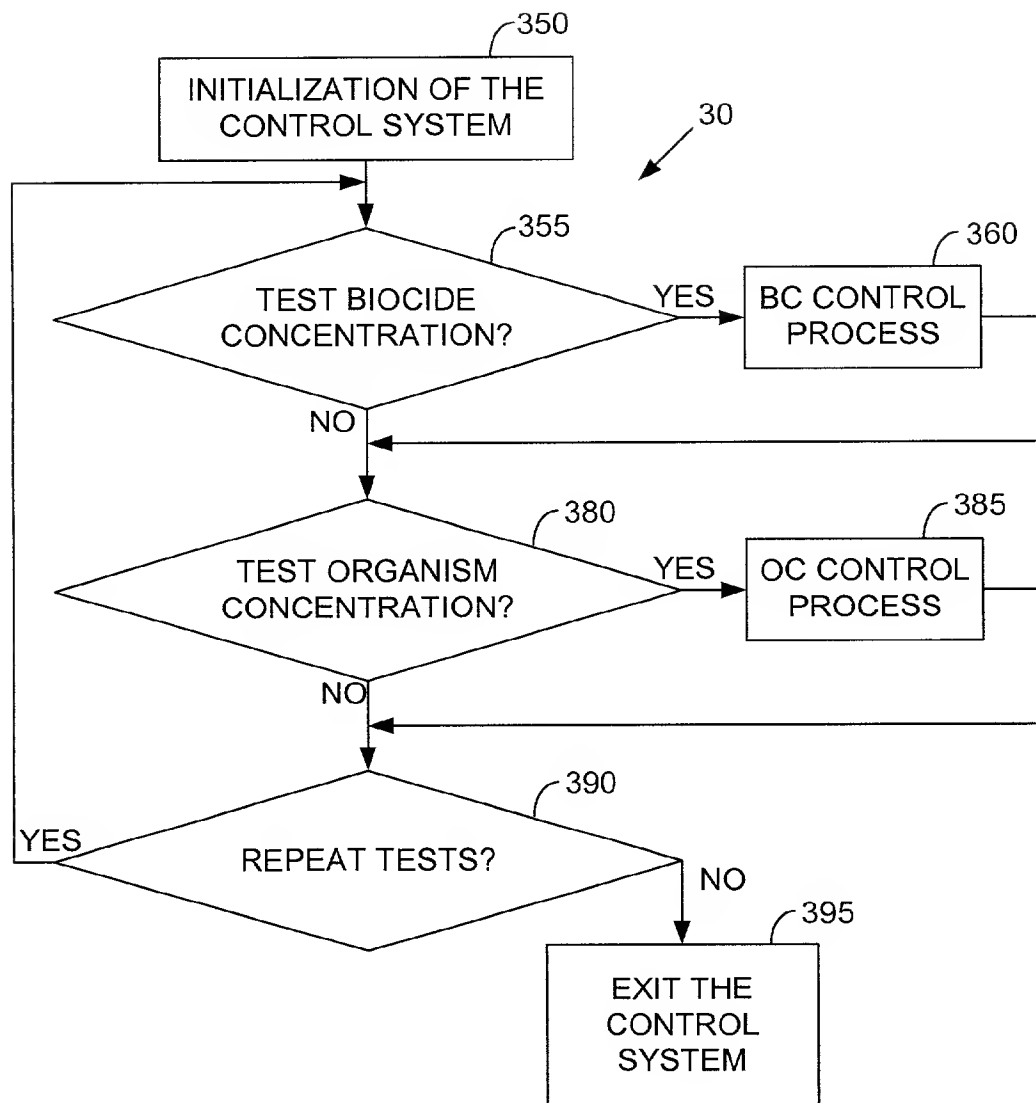 350
INITIALIZATION OF THE
CONTROL SYSTEM
30
355
TEST BIOCIDE
CONCENTRATION?
YES
360
BC CONTROL
PROCESS
NO
380
TEST ORGANISM
CONCENTRATION?
YES
385
OC CONTROL
PROCESS
NO
390
REPEAT TESTS?
YES
NO
395
EXIT THE
CONTROL
SYSTEM